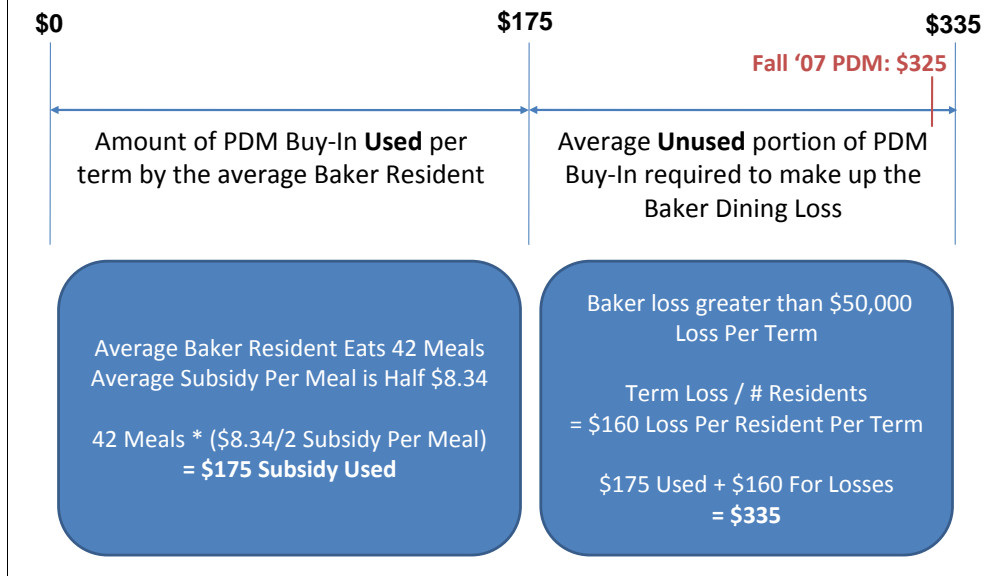 $0
$175
$335
Fall ‘07 PDM: $325
Amount of PDM Buy-In Used per
term by the average Baker Resident
Average Unused portion of PDM
Buy-In required to make up the
Baker Dining Loss
Average Baker Resident Eats 42 Meals
Average Subsidy Per Meal is Half $8.34
42 Meals * ($8.34/2 Subsidy Per Meal)
= $175 Subsidy Used
Baker loss greater than $50,000
Loss Per Term
Term Loss / # Residents
= $160 Loss Per Resident Per Term
$175 Used + $160 For Losses
= $335